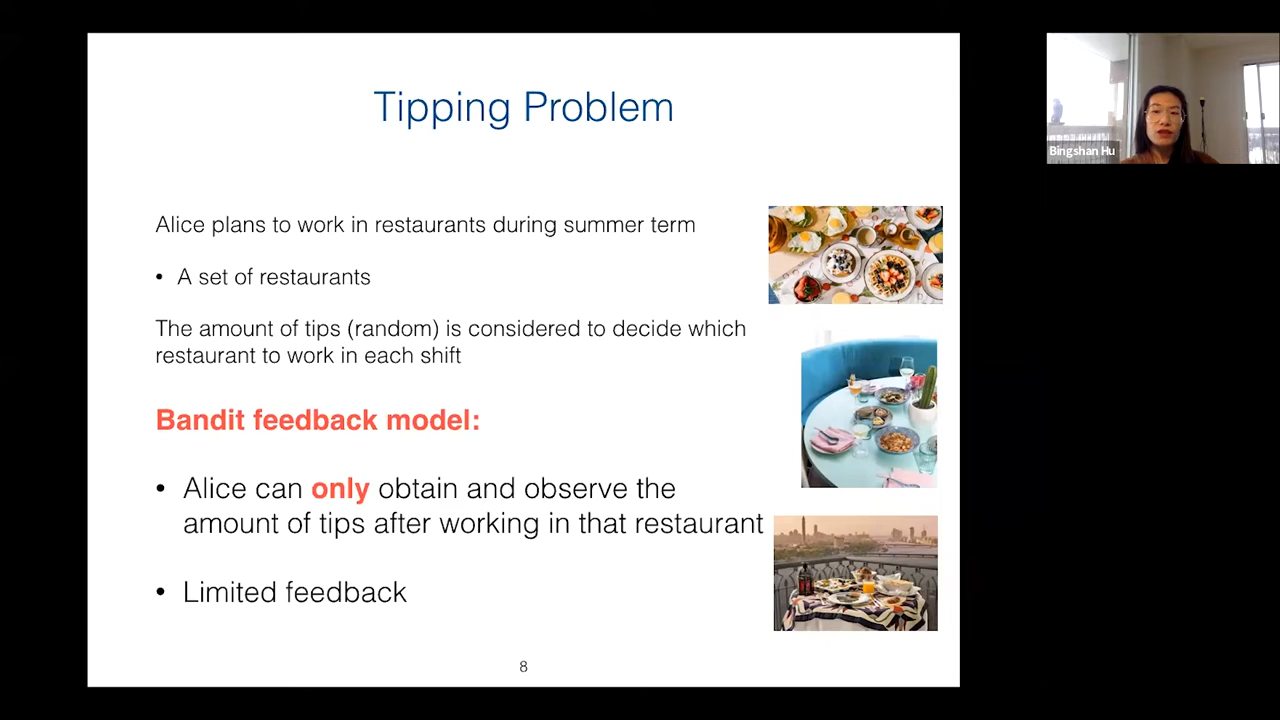 Tipping Problem
Alice plans to work in restaurants during summer term
• A set of restaurants
The amount of tips (random) is considered to decide which
restaurant to work in each shift
Bandit feedback model:
• Alice can only obtain and observe the
amount of tips after working in that restaurant
• Limited feedback
8
Bingshan Hu